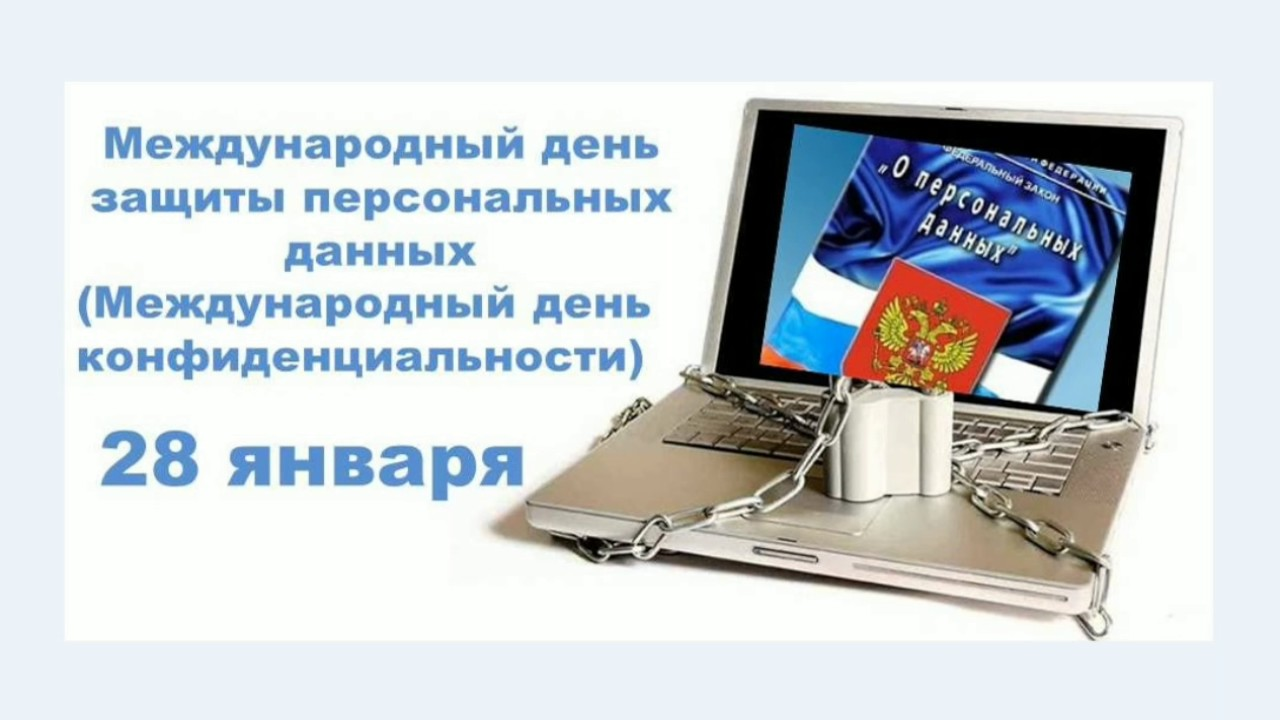 Международный день
защиты персональных
данных
(Международный день
конфиденциальности)
28 января
ФЕДЕРАЛЬНЫЙ ЗАКОН
"О персональных
данных"